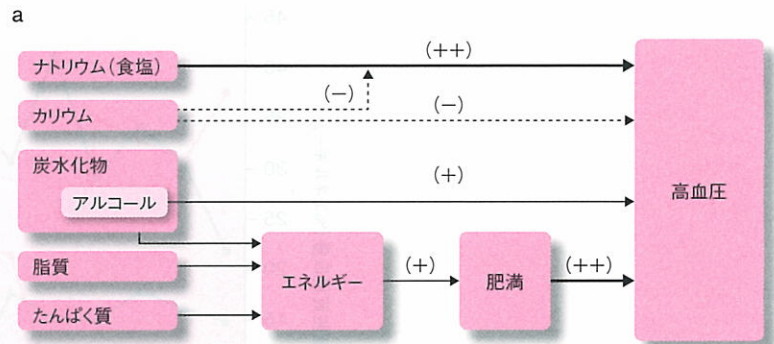 a
ナトリウム(食塩)
(++)
(−)
カリウム
(−)
炭水化物
アルコール
(+)
高血圧
脂質
エネルギー
(+)
肥満
(++)
たんぱく質